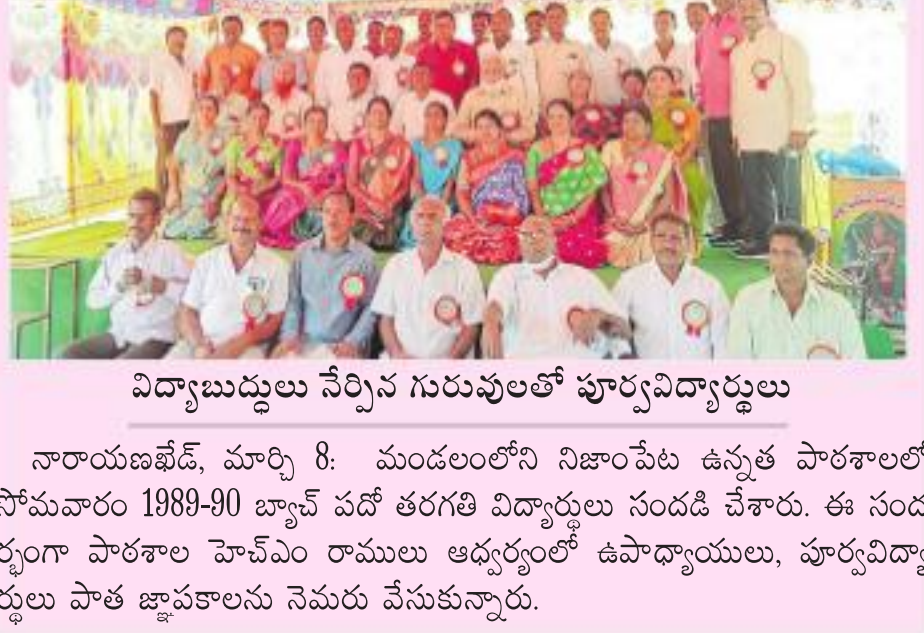 విద్యాబుద్ధులు నేర్పిన గురువులతో పూర్వవిద్యార్థులు
నారాయణఖేడ్, మార్చి 8: మండలంలోని నిజాంపేట ఉన్నత పాఠశాలలో
సోమవారం 1989-90 బ్యాచ్ పదో తరగతి విద్యార్థులు సందడి చేశారు. ఈ సంద
ర్భంగా పాఠశాల హెచ్ఎం రాములు ఆధ్వర్యంలో ఉపాధ్యాయులు, పూర్వవిద్యా
ర్థులు పాత జ్ఞాపకాలను నెమరు వేసుకున్నారు.